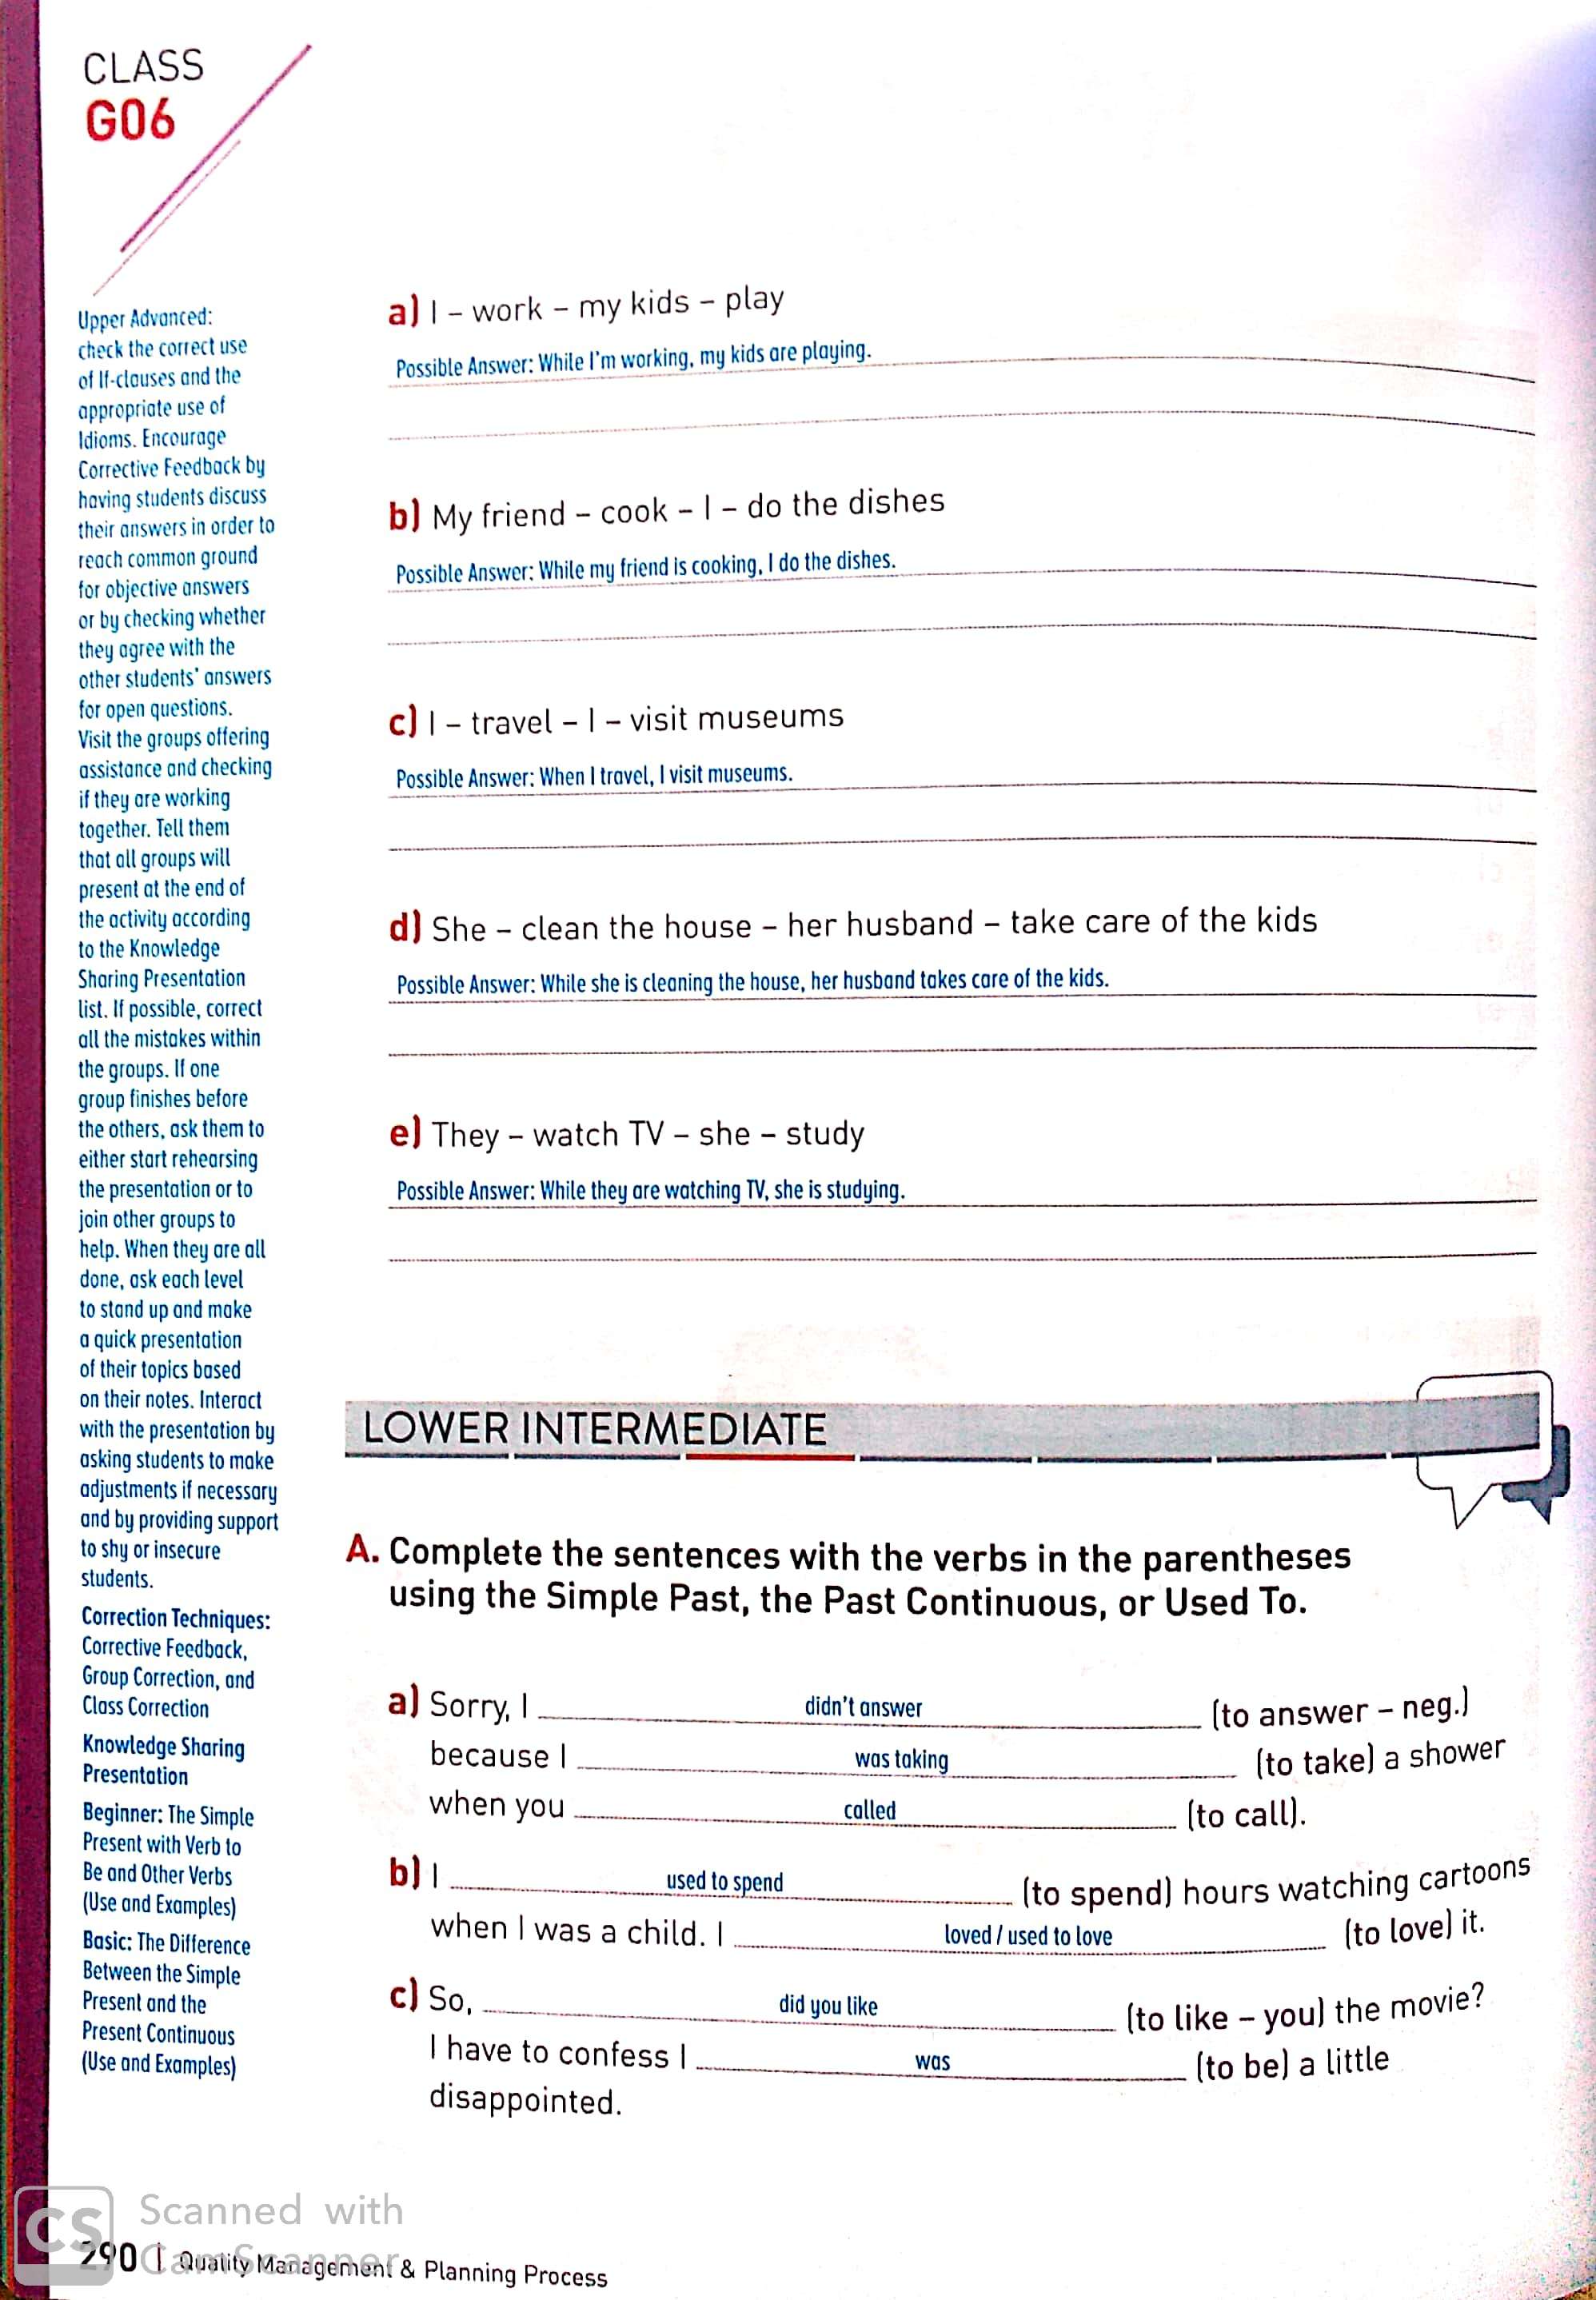 CLASS
G06
Upper Advanced:
check the correct use
of If-clauses and the
appropriate use of
Idioms. Encourage
Corrective Feedback by
having students discuss
their answers in order to
reach common ground
for objective answers
or by checking whether
they agree with the
other students' answers
for open questions.
Visit the groups offering
assistance and checking
if they are working
together. Tell them
that all groups will
present at the end of
the activity according
to the Knowledge
Sharing Presentation
list. If possible, correct
all the mistakes within
the groups. If one
group finishes before
the others, ask them to
either start rehearsing
the presentation or to
join other groups to
help. When they are all
done, ask each level
to stand up and make
a quick presentation
of their topics based
on their notes. Interact
with the presentation by
asking students to make
adjustments if necessary
and by providing support
to shy or insecure
students.
Correction Techniques:
Corrective Feedback,
Group Correction, and
Class Correction
Knowledge Sharing
Presentation
Beginner: The Simple
Present with Verb to
Be and Other Verbs
(Use and Examples)
Basic: The Difference
Between the Simple
Present and the
Present Continuous
(Use and Examples)
a) I – work – my kids – play
Possible Answer: While I'm working, my kids are playing.
b) My friend – cook – I – do the dishes
Possible Answer: While my friend is cooking, I do the dishes.
c) I – travel – I – visit museums
Possible Answer: When I travel, I visit museums.
d) She – clean the house – her husband – take care of the kids
Possible Answer: While she is cleaning the house, her husband takes care of the kids.
e) They – watch TV – she – study
Possible Answer: While they are watching TV, she is studying.
LOWER INTERMEDIATE
A. Complete the sentences with the verbs in the parentheses
using the Simple Past, the Past Continuous, or Used To.
a) Sorry, I didn't answer (to answer – neg.)
because I was taking (to take) a shower
when you called (to call).
b) I used to spend (to spend) hours watching cartoons
when I was a child. I loved / used to love (to love) it.
c) So, did you like (to like – you) the movie?
I have to confess I was (to be) a little
disappointed.
CS Scanned with
CamScanner
290 | Quality Management & Planning Process